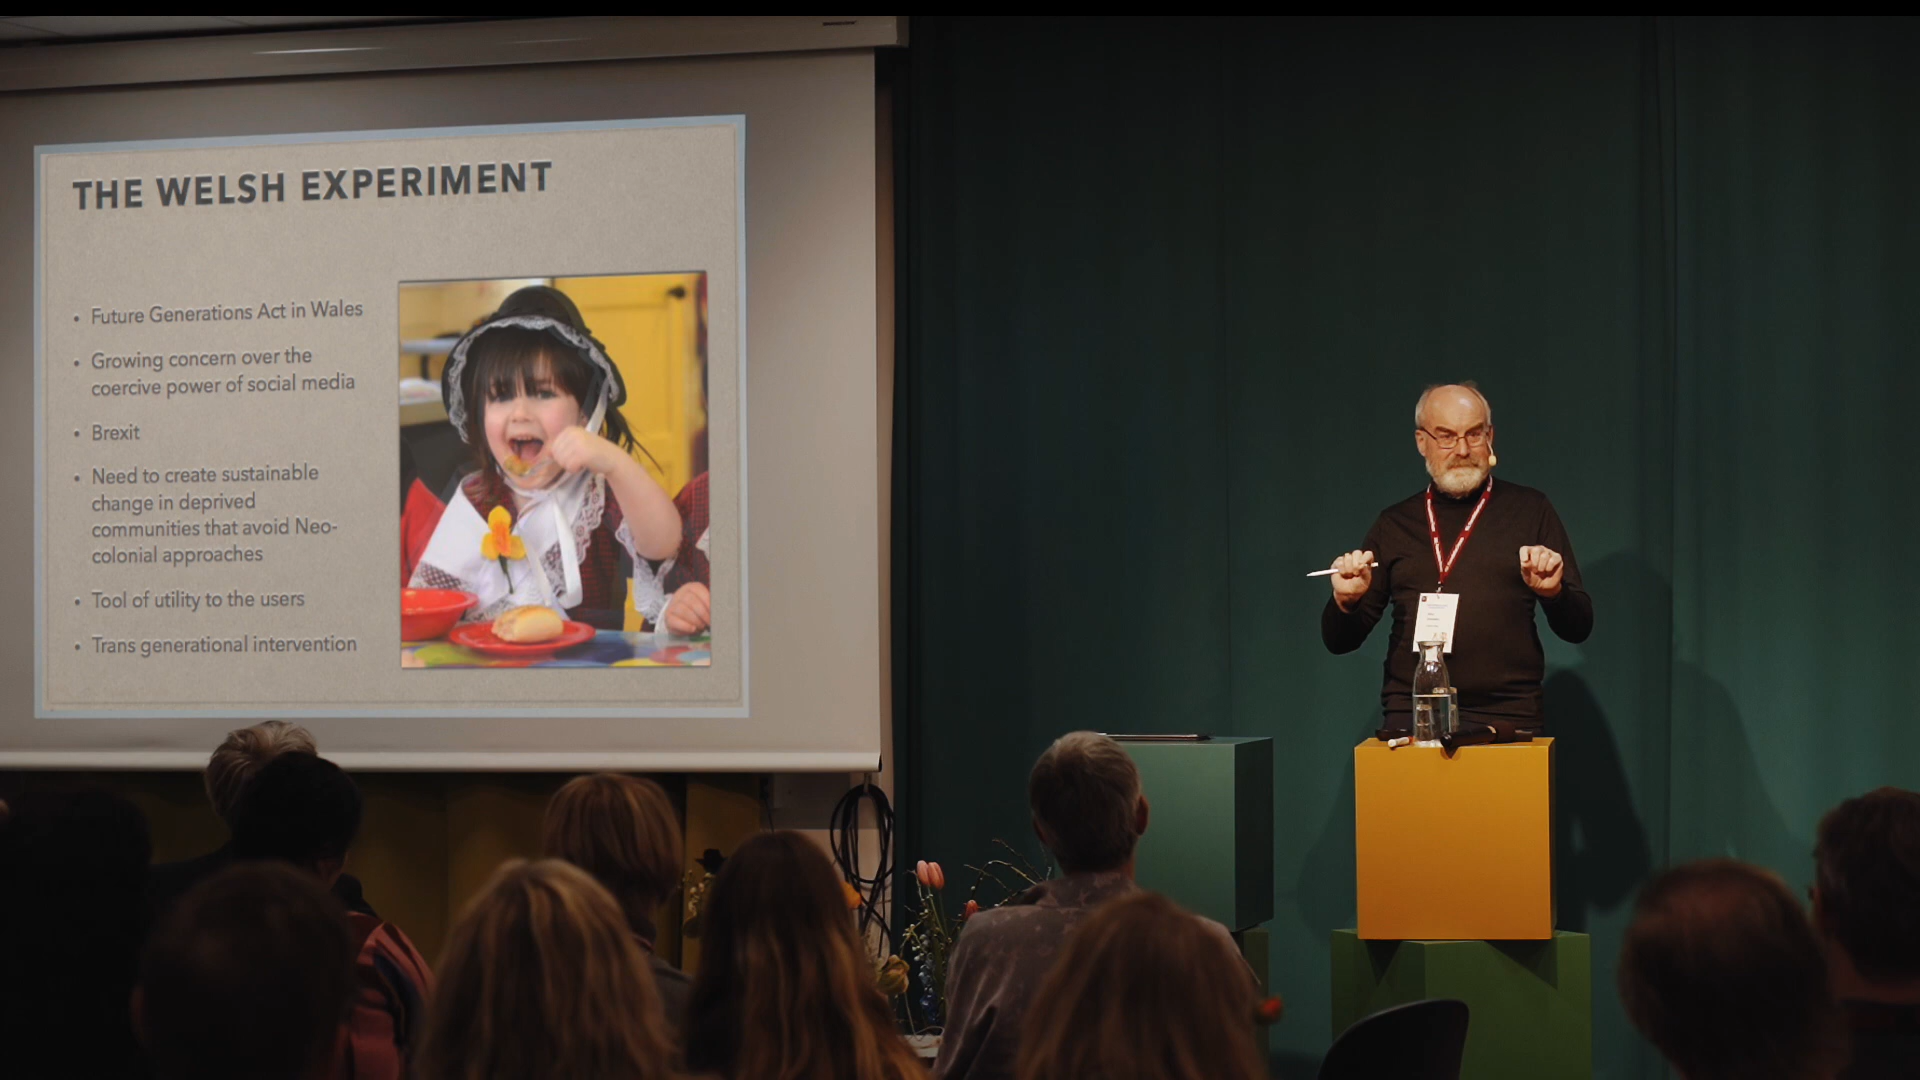 THE WELSH EXPERIMENT
• Future Generations Act in Wales
• Growing concern over the
coercive power of social media
• Brexit
• Need to create sustainable
change in deprived
communities that avoid Neo-
colonial approaches
• Tool of utility to the users
• Trans generational intervention